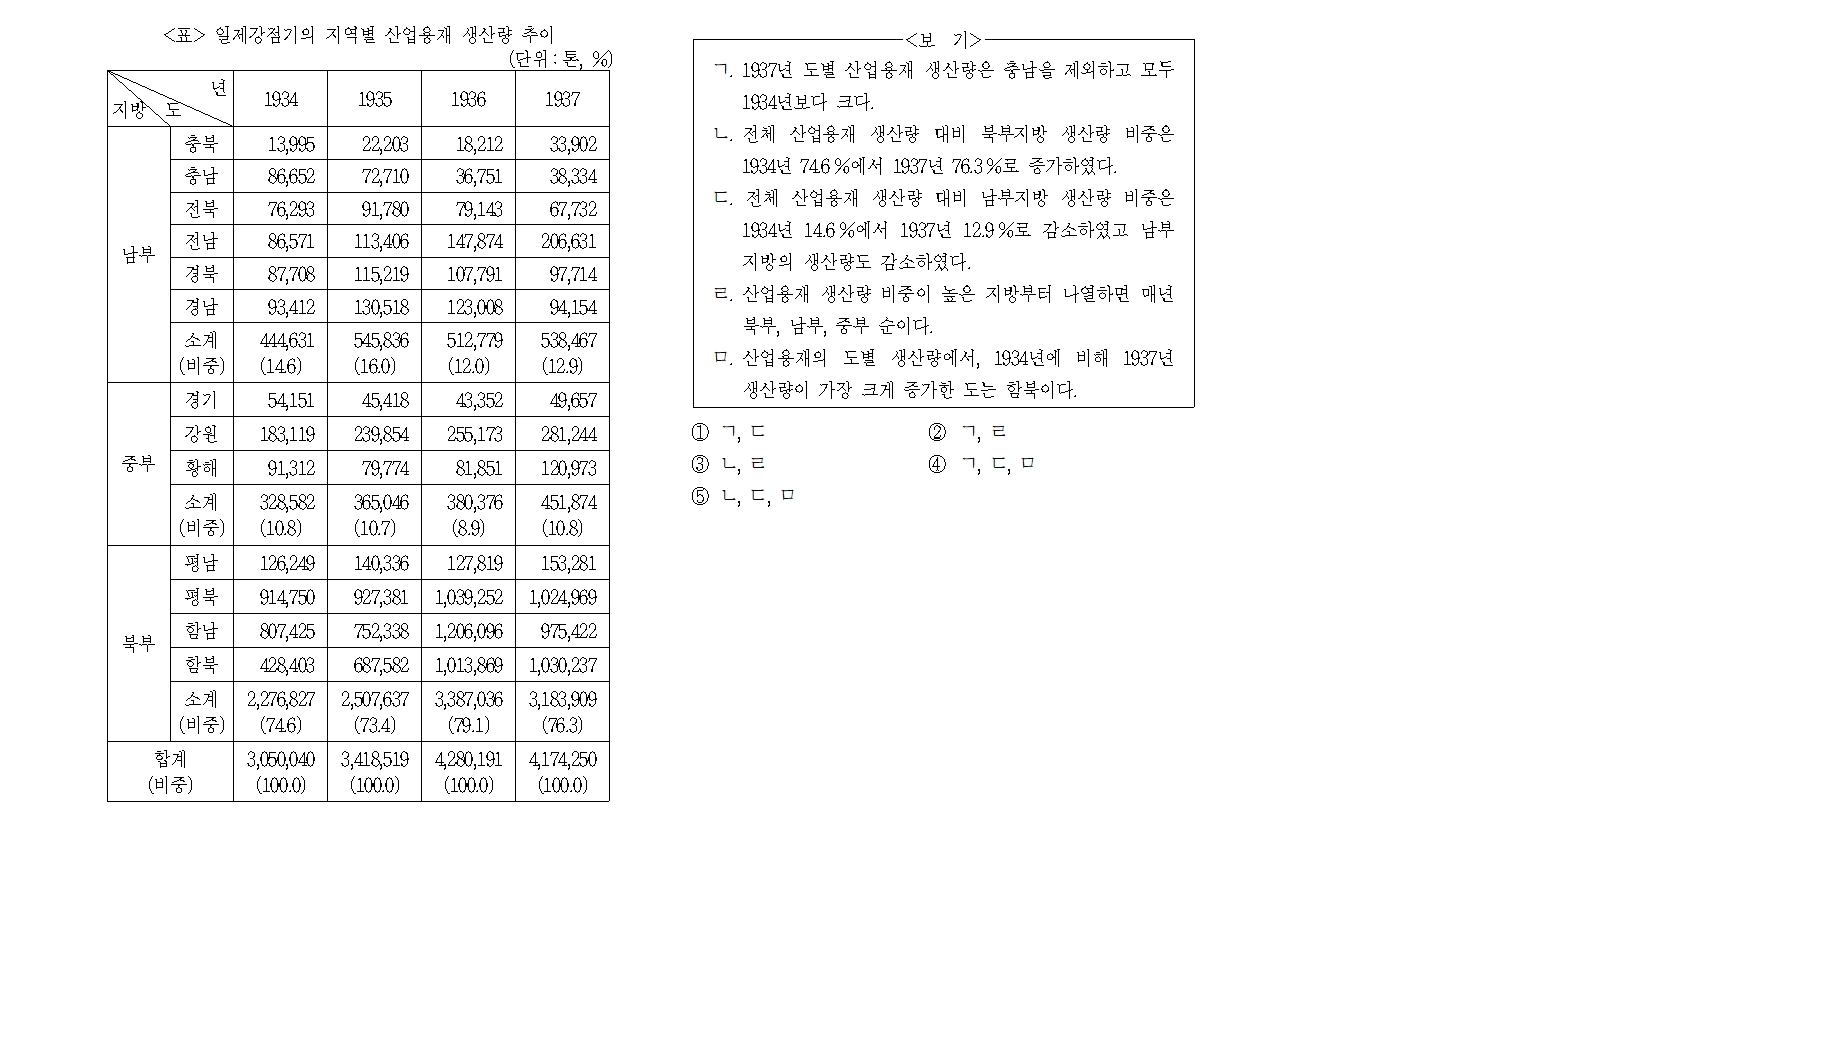 <표> 일제강점기의 지역별 산업용재 생산량 추이
(단위 : 톤, %)
지방 도 년 1934 1935 1936 1937
남부
충북 13,995 22,203 18,212 33,902
충남 86,652 72,710 36,751 38,334
전북 76,293 91,780 79,143 67,732
전남 86,571 113,406 147,874 206,631
경북 87,708 115,219 107,791 97,714
경남 93,412 130,518 123,008 94,154
소계 444,631 545,836 512,779 538,467
(비중) (14.6) (16.0) (12.0) (12.9)
중부
경기 54,151 45,418 43,352 49,657
강원 183,119 239,854 255,173 281,244
황해 91,312 79,774 81,851 120,973
소계 328,582 365,046 380,376 451,874
(비중) (10.8) (10.7) (8.9) (10.8)
북부
평남 126,249 140,336 127,819 153,281
평북 914,750 927,381 1,039,252 1,024,969
함남 807,425 752,338 1,206,096 975,422
함북 428,403 687,582 1,013,869 1,030,237
소계 2,276,827 2,507,637 3,387,036 3,183,909
(비중) (74.6) (73.4) (79.1) (76.3)
합계 3,050,040 3,418,519 4,280,191 4,174,250
(비중) (100.0) (100.0) (100.0) (100.0)
<보 기>
ㄱ. 1937년 도별 산업용재 생산량은 충남을 제외하고 모두
1934년보다 크다.
ㄴ. 전체 산업용재 생산량 대비 북부지방 생산량 비중은
1934년 74.6 %에서 1937년 76.3 %로 증가하였다.
ㄷ. 전체 산업용재 생산량 대비 남부지방 생산량 비중은
1934년 14.6 %에서 1937년 12.9 %로 감소하였고 남부
지방의 생산량도 감소하였다.
ㄹ. 산업용재 생산량 비중이 높은 지방부터 나열하면 매년
북부, 남부, 중부 순이다.
ㅁ. 산업용재의 도별 생산량에서, 1934년에 비해 1937년
생산량이 가장 크게 증가한 도는 함북이다.
① ㄱ, ㄷ ② ㄱ, ㄹ
③ ㄴ, ㄹ ④ ㄱ, ㄷ, ㅁ
⑤ ㄴ, ㄷ, ㅁ